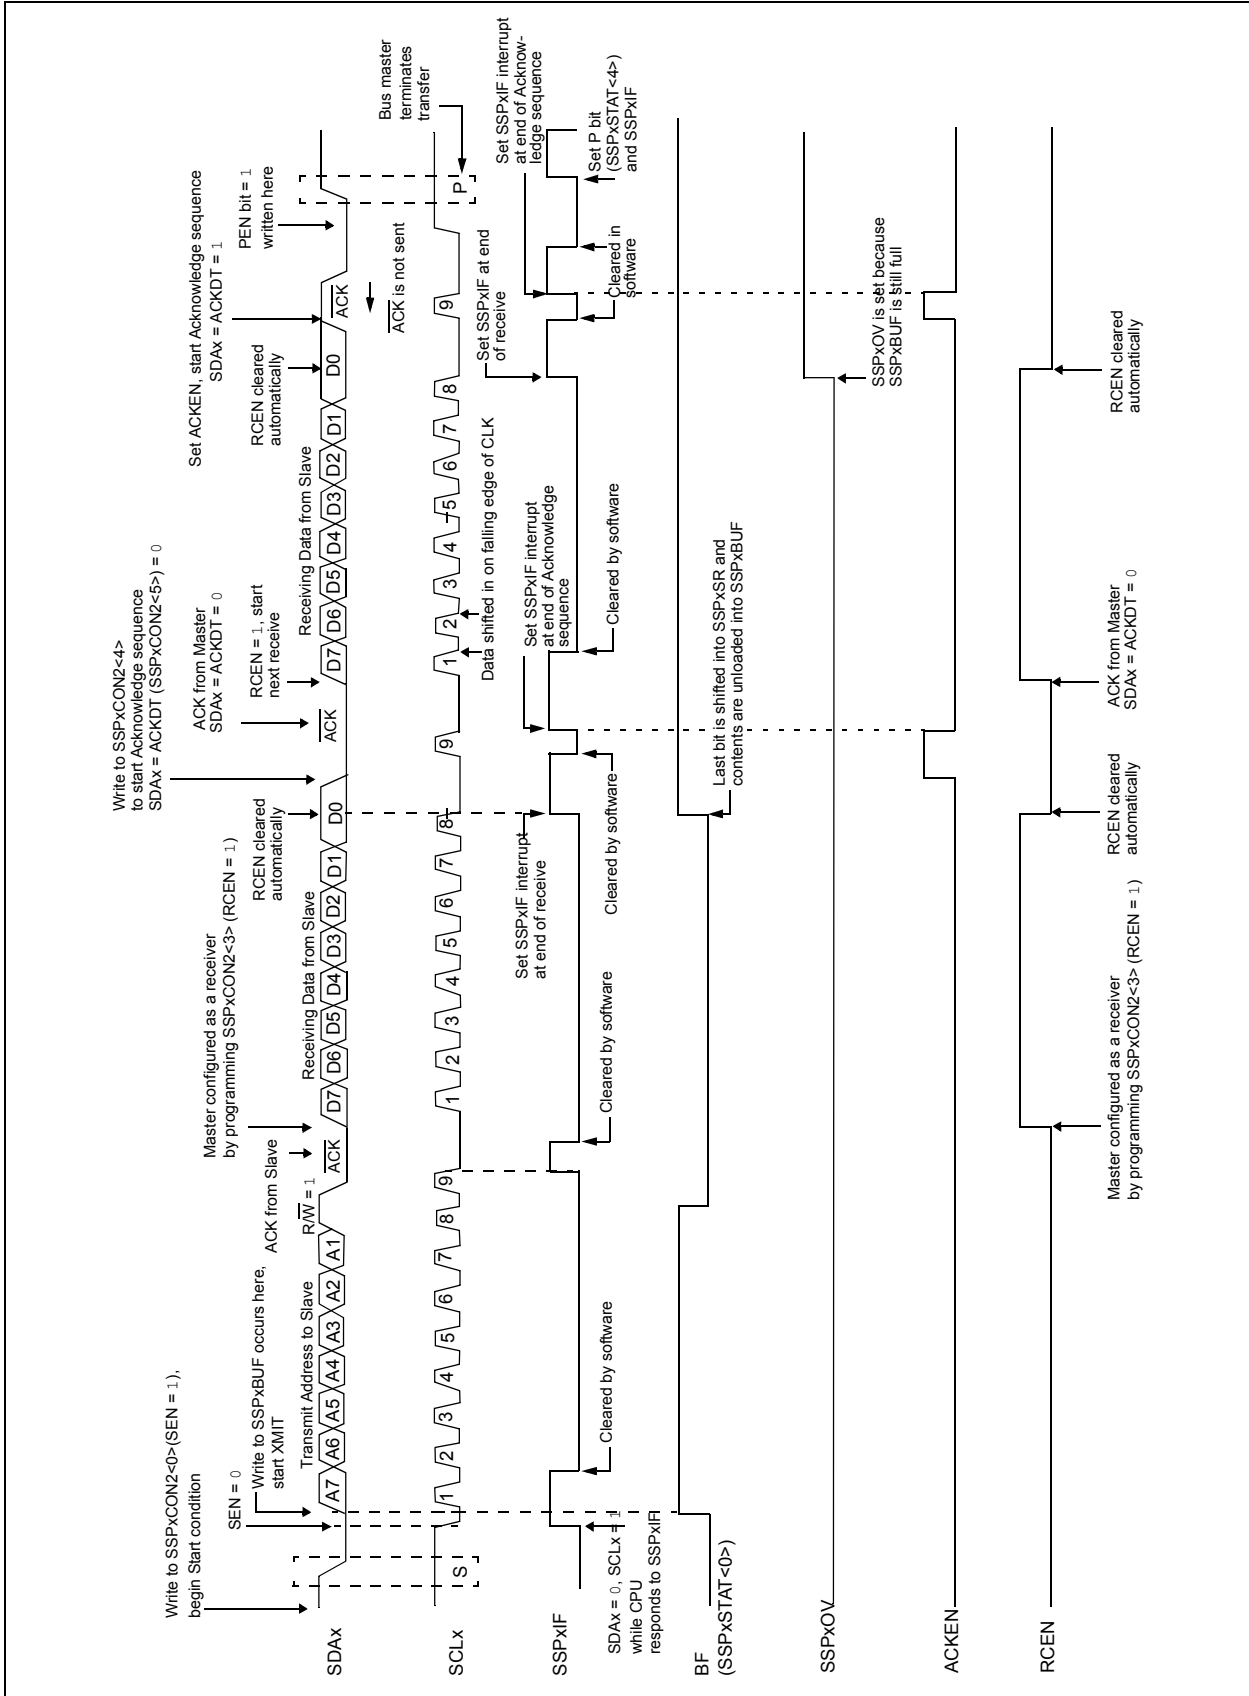 Write to SSPxCON2<0>(SEN = 1),
begin Start condition
SEN = 0
Write to SSPxBUF occurs here,
start XMIT
ACK from Slave
Master configured as a receiver
by programming SSPxCON2<3> (RCEN = 1)
RCEN cleared
automatically
Write to SSPxCON2<4>
to start Acknowledge sequence
SDAx = ACKDT (SSPxCON2<5>) = 0
ACK from Master
SDAx = ACKDT = 0
RCEN = 1, start
next receive
RCEN cleared
automatically
Set ACKEN, start Acknowledge sequence
SDAx = ACKDT = 1
PEN bit = 1
written here
Transmit Address to Slave
R/W = 1
Receiving Data from Slave
Receiving Data from Slave
SDAx
A7 A6 A5 A4 A3 A2 A1
ACK
D7 D6 D5 D4 D3 D2 D1 D0
ACK
D7 D6 D5 D4 D3 D2 D1 D0
ACK
ACK is not sent
Bus master
terminates
transfer
SCLx
S
1 2 3 4 5 6 7 8 9
1 2 3 4 5 6 7 8 9
1 2 3 4 5 6 7 8 9
P
Data shifted in on falling edge of CLK
Set SSPxIF interrupt
at end of receive
Set SSPxIF interrupt
at end of Acknowledge
sequence
Set SSPxIF at end
of receive
Set SSPxIF interrupt
at end of Acknow-
ledge sequence
SSPxIF
SDAx = 0, SCLx = 1
while CPU
responds to SSPxIF
Cleared by software
Cleared by software
Cleared by software
Cleared by software
Cleared in
software
Set P bit
(SSPxSTAT<4>)
and SSPxIF
BF
(SSPxSTAT<0>)
Last bit is shifted into SSPxSR and
contents are unloaded into SSPxBUF
SSPxOV
SSPxOV is set because
SSPxBUF is still full
ACKEN
RCEN
Master configured as a receiver
by programming SSPxCON2<3> (RCEN = 1)
RCEN cleared
automatically
ACK from Master
SDAx = ACKDT = 0
RCEN cleared
automatically